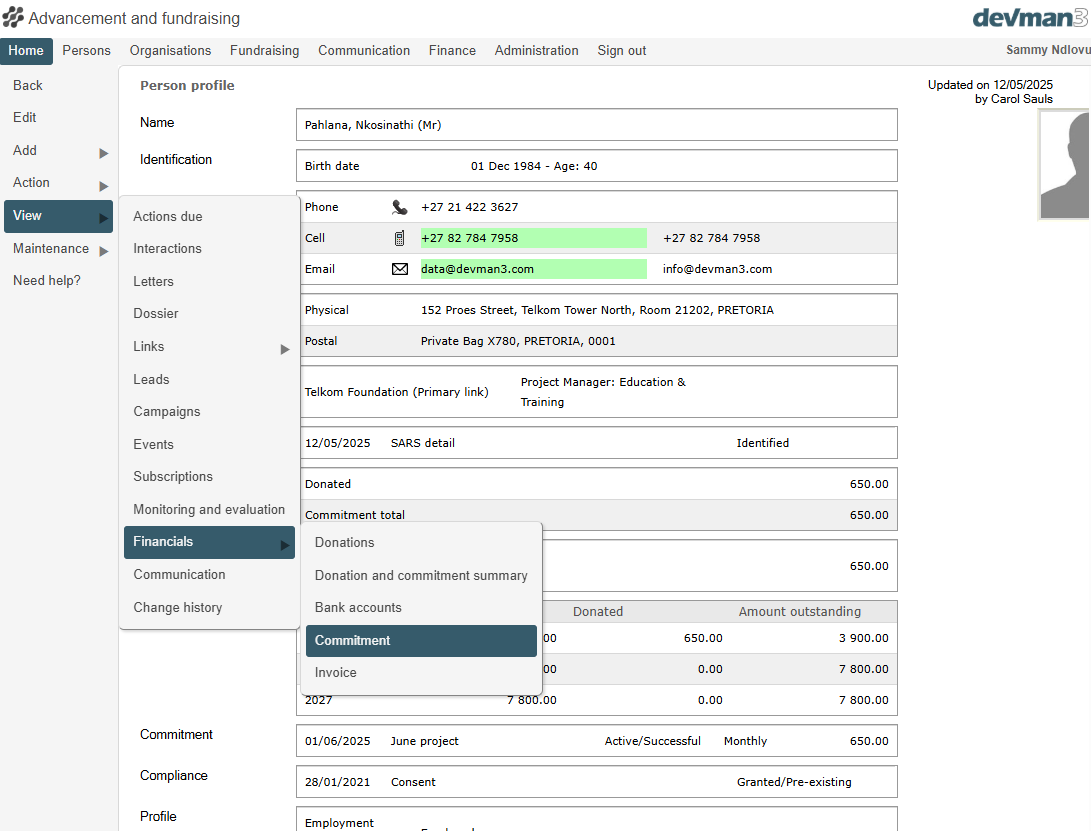 Advancement and fundraising
devman3
Home Persons Organisations Fundraising Communication Finance Administration Sign out Sammy Ndlovu
Back
Edit
Add
Action
View
Maintenance
Need help?
Person profile
Updated on 12/05/2025
by Carol Sauls
Name
Pahlana, Nkosinathi (Mr)
Identification
Birth date 01 Dec 1984 - Age: 40
Phone +27 21 422 3627
Cell +27 82 784 7958 +27 82 784 7958
Email data@devman3.com info@devman3.com
Physical 152 Proes Street, Telkom Tower North, Room 21202, PRETORIA
Postal Private Bag X780, PRETORIA, 0001
Telkom Foundation (Primary link) Project Manager: Education &
Training
12/05/2025 SARS detail Identified
Donated 650.00
Commitment total 650.00
650.00
Donated Amount outstanding
00 650.00 3 900.00
00 0.00 7 800.00
2027 7 800.00 0.00 7 800.00
Actions due
Interactions
Letters
Dossier
Links
Leads
Campaigns
Events
Subscriptions
Monitoring and evaluation
Financials
Communication
Change history
Donations
Donation and commitment summary
Bank accounts
Commitment
Invoice
Commitment
01/06/2025 June project Active/Successful Monthly 650.00
Compliance
28/01/2021 Consent Granted/Pre-existing
Profile
Employment